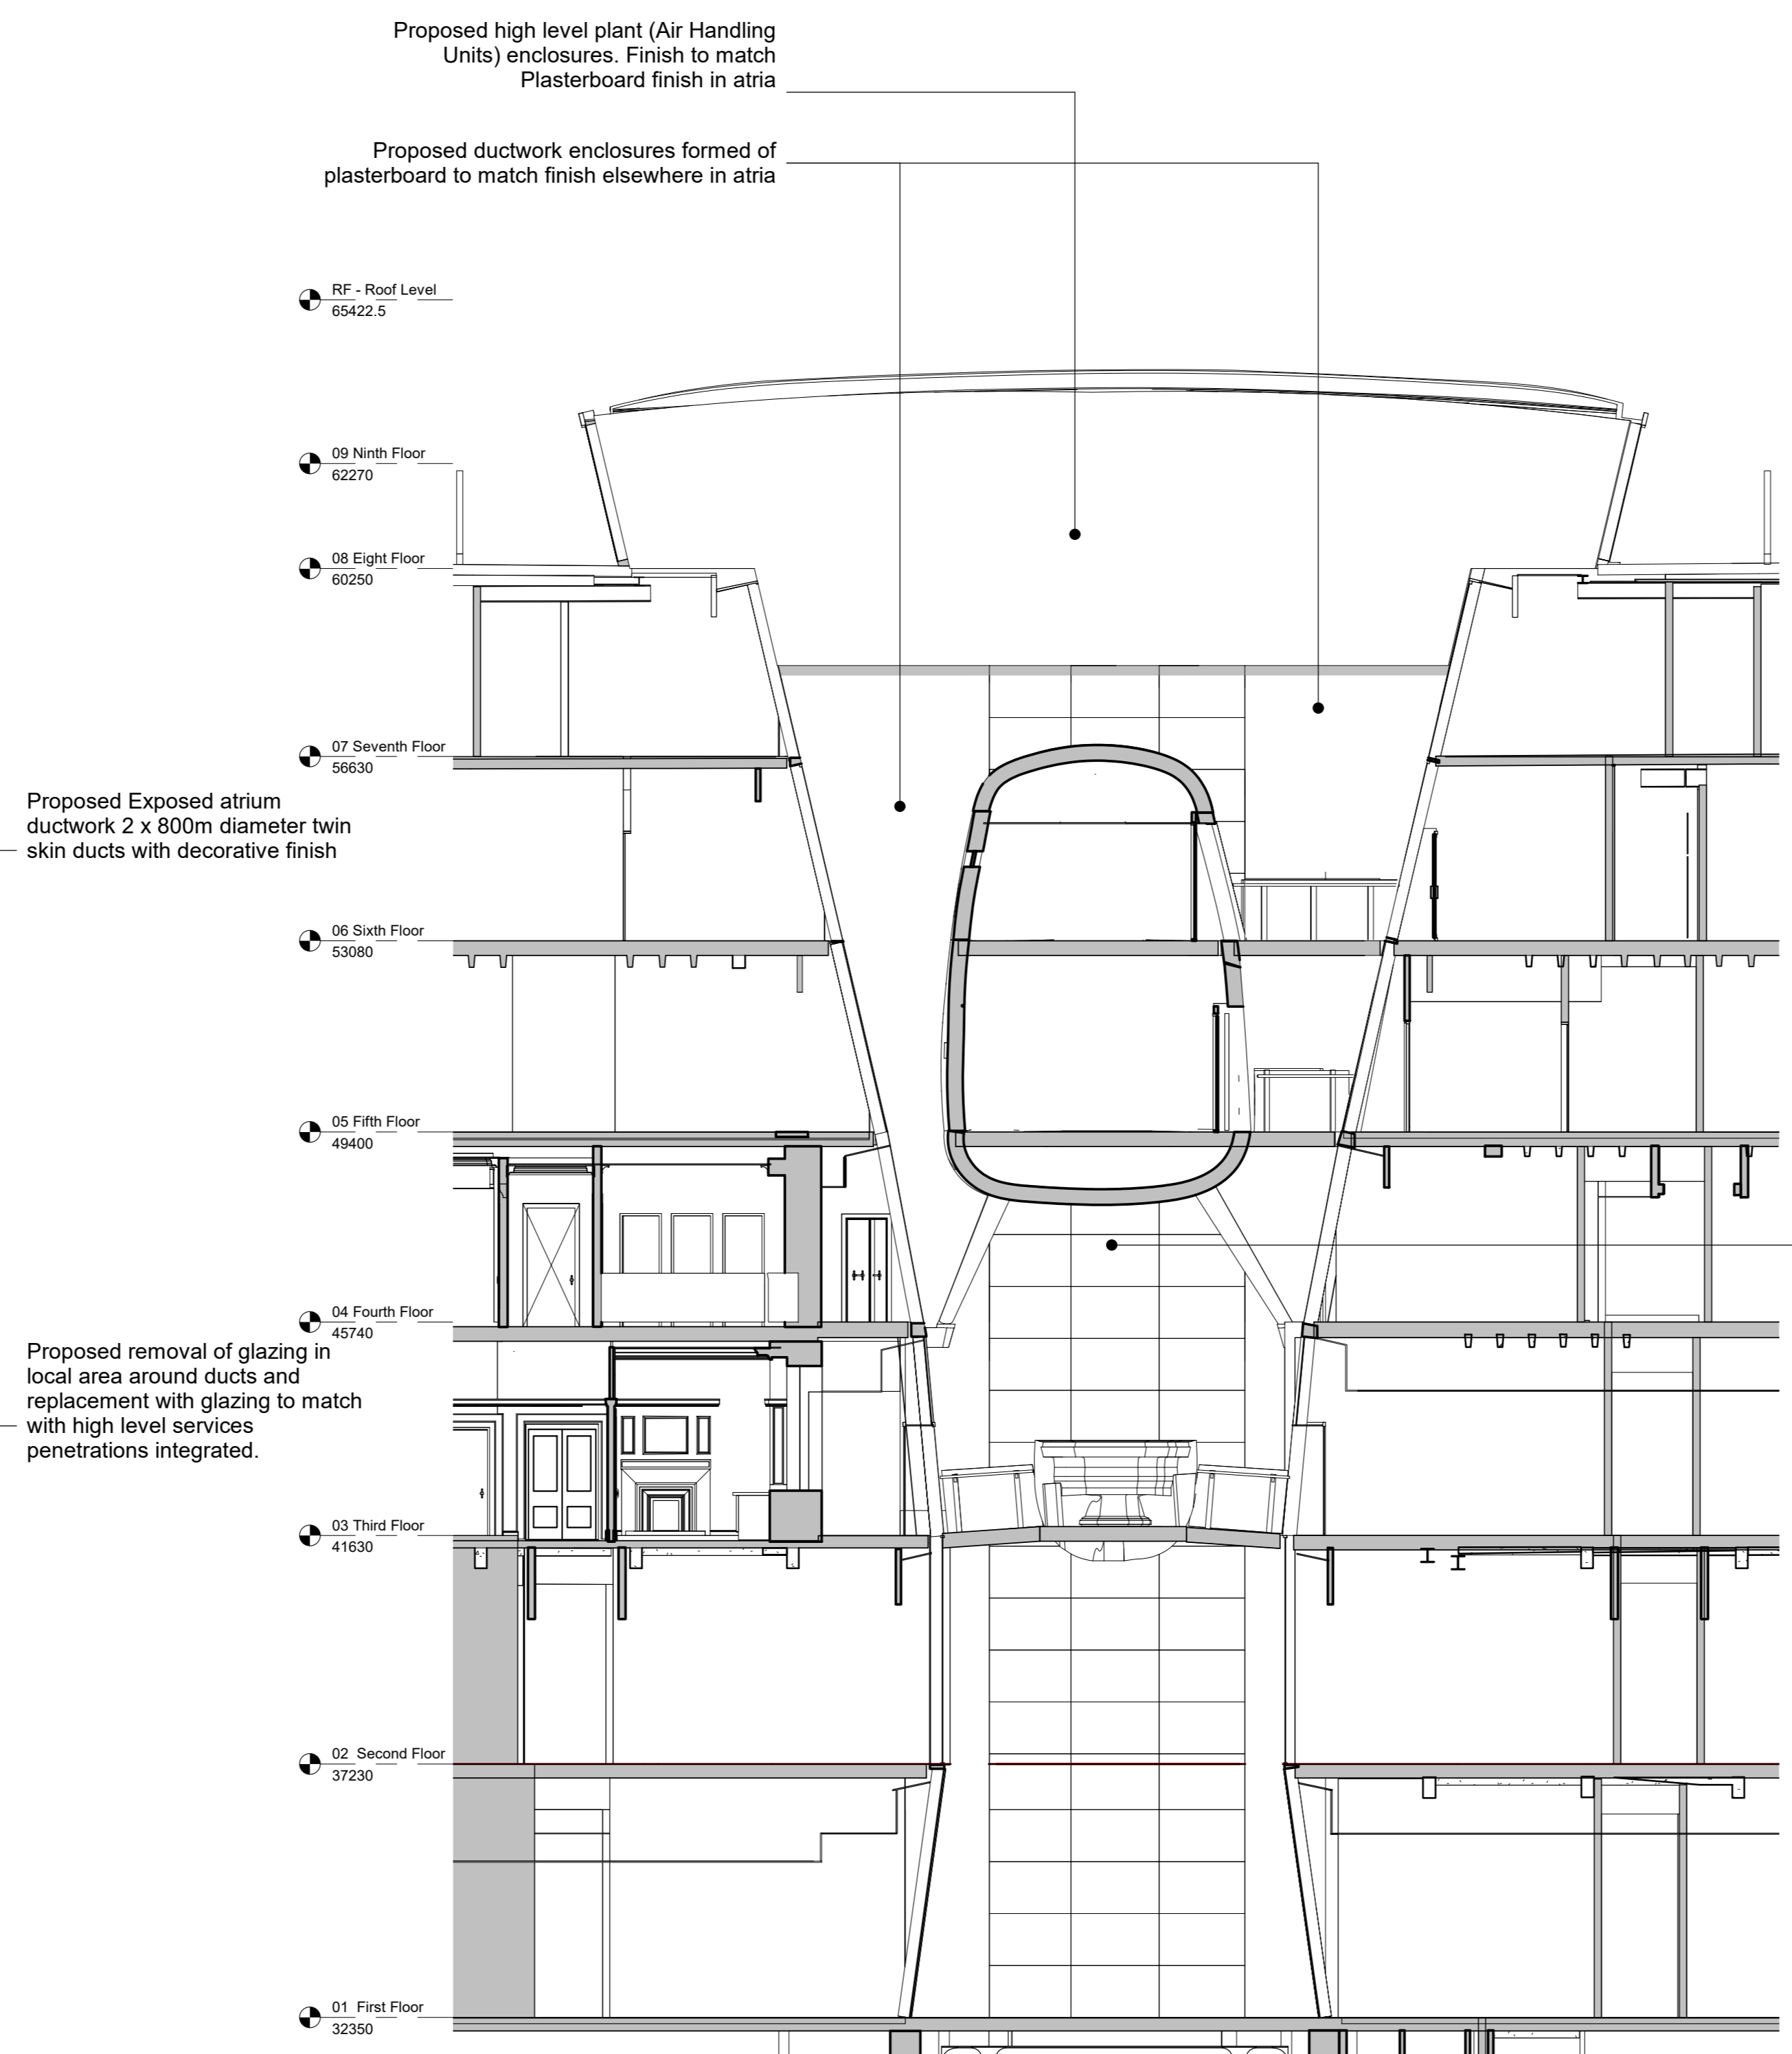 Proposed high level plant (Air Handling
Units) enclosures. Finish to match
Plasterboard finish in atria
Proposed ductwork enclosures formed of
plasterboard to match finish elsewhere in atria
RF - Roof Level
65422.5
09 Ninth Floor
62270
08 Eight Floor
60250
07 Seventh Floor
56630
Proposed Exposed atrium
ductwork 2 x 800m diameter twin
skin ducts with decorative finish
06 Sixth Floor
53080
05 Fifth Floor
49400
04 Fourth Floor
45740
Proposed removal of glazing in
local area around ducts and
replacement with glazing to match
with high level services
penetrations integrated.
03 Third Floor
41630
02 Second Floor
37230
01 First Floor
32350